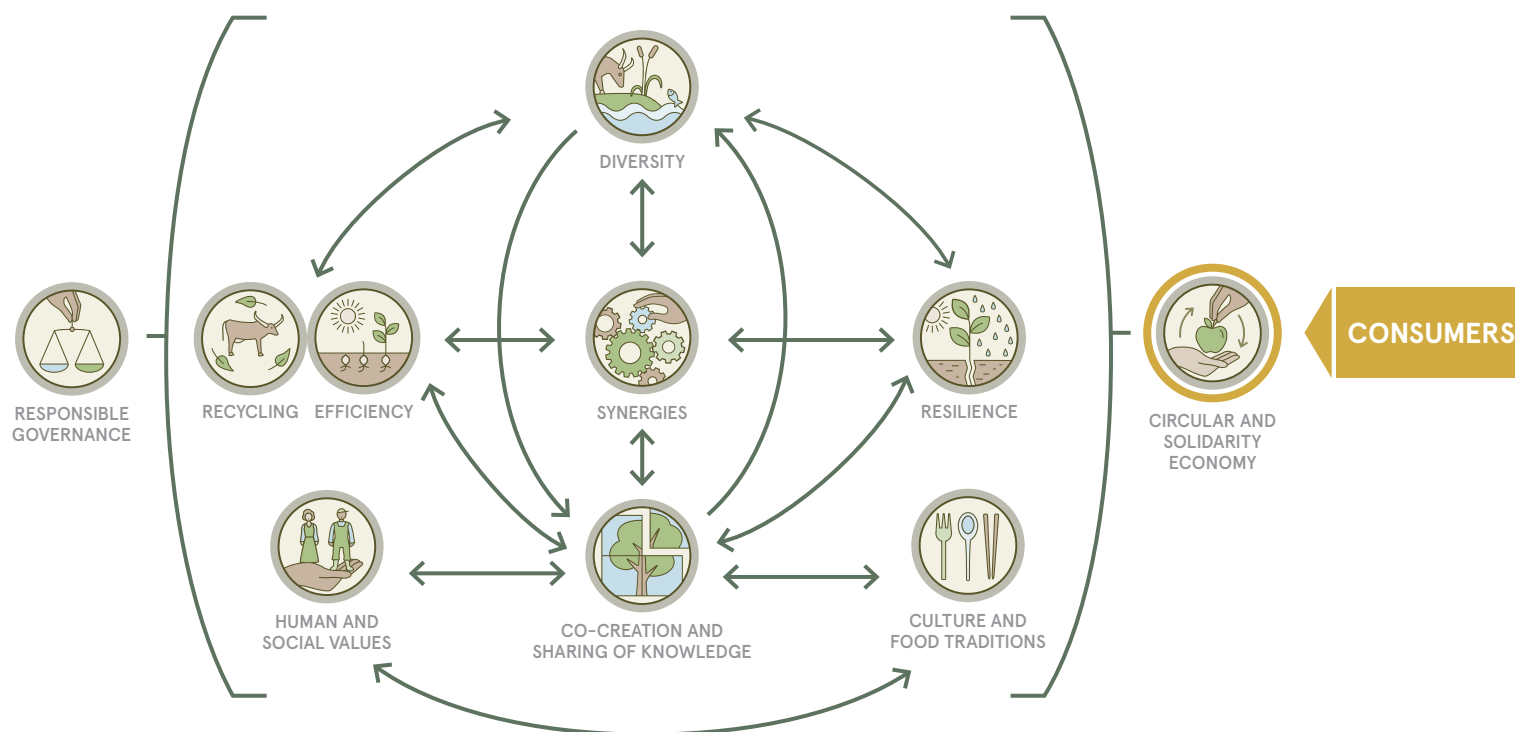 DIVERSITY
CONSUMERS
RESPONSIBLE
GOVERNANCE
RECYCLING
EFFICIENCY
SYNERGIES
RESILIENCE
CIRCULAR AND
SOLIDARITY
ECONOMY
HUMAN AND
SOCIAL VALUES
CO-CREATION AND
SHARING OF KNOWLEDGE
CULTURE AND
FOOD TRADITIONS